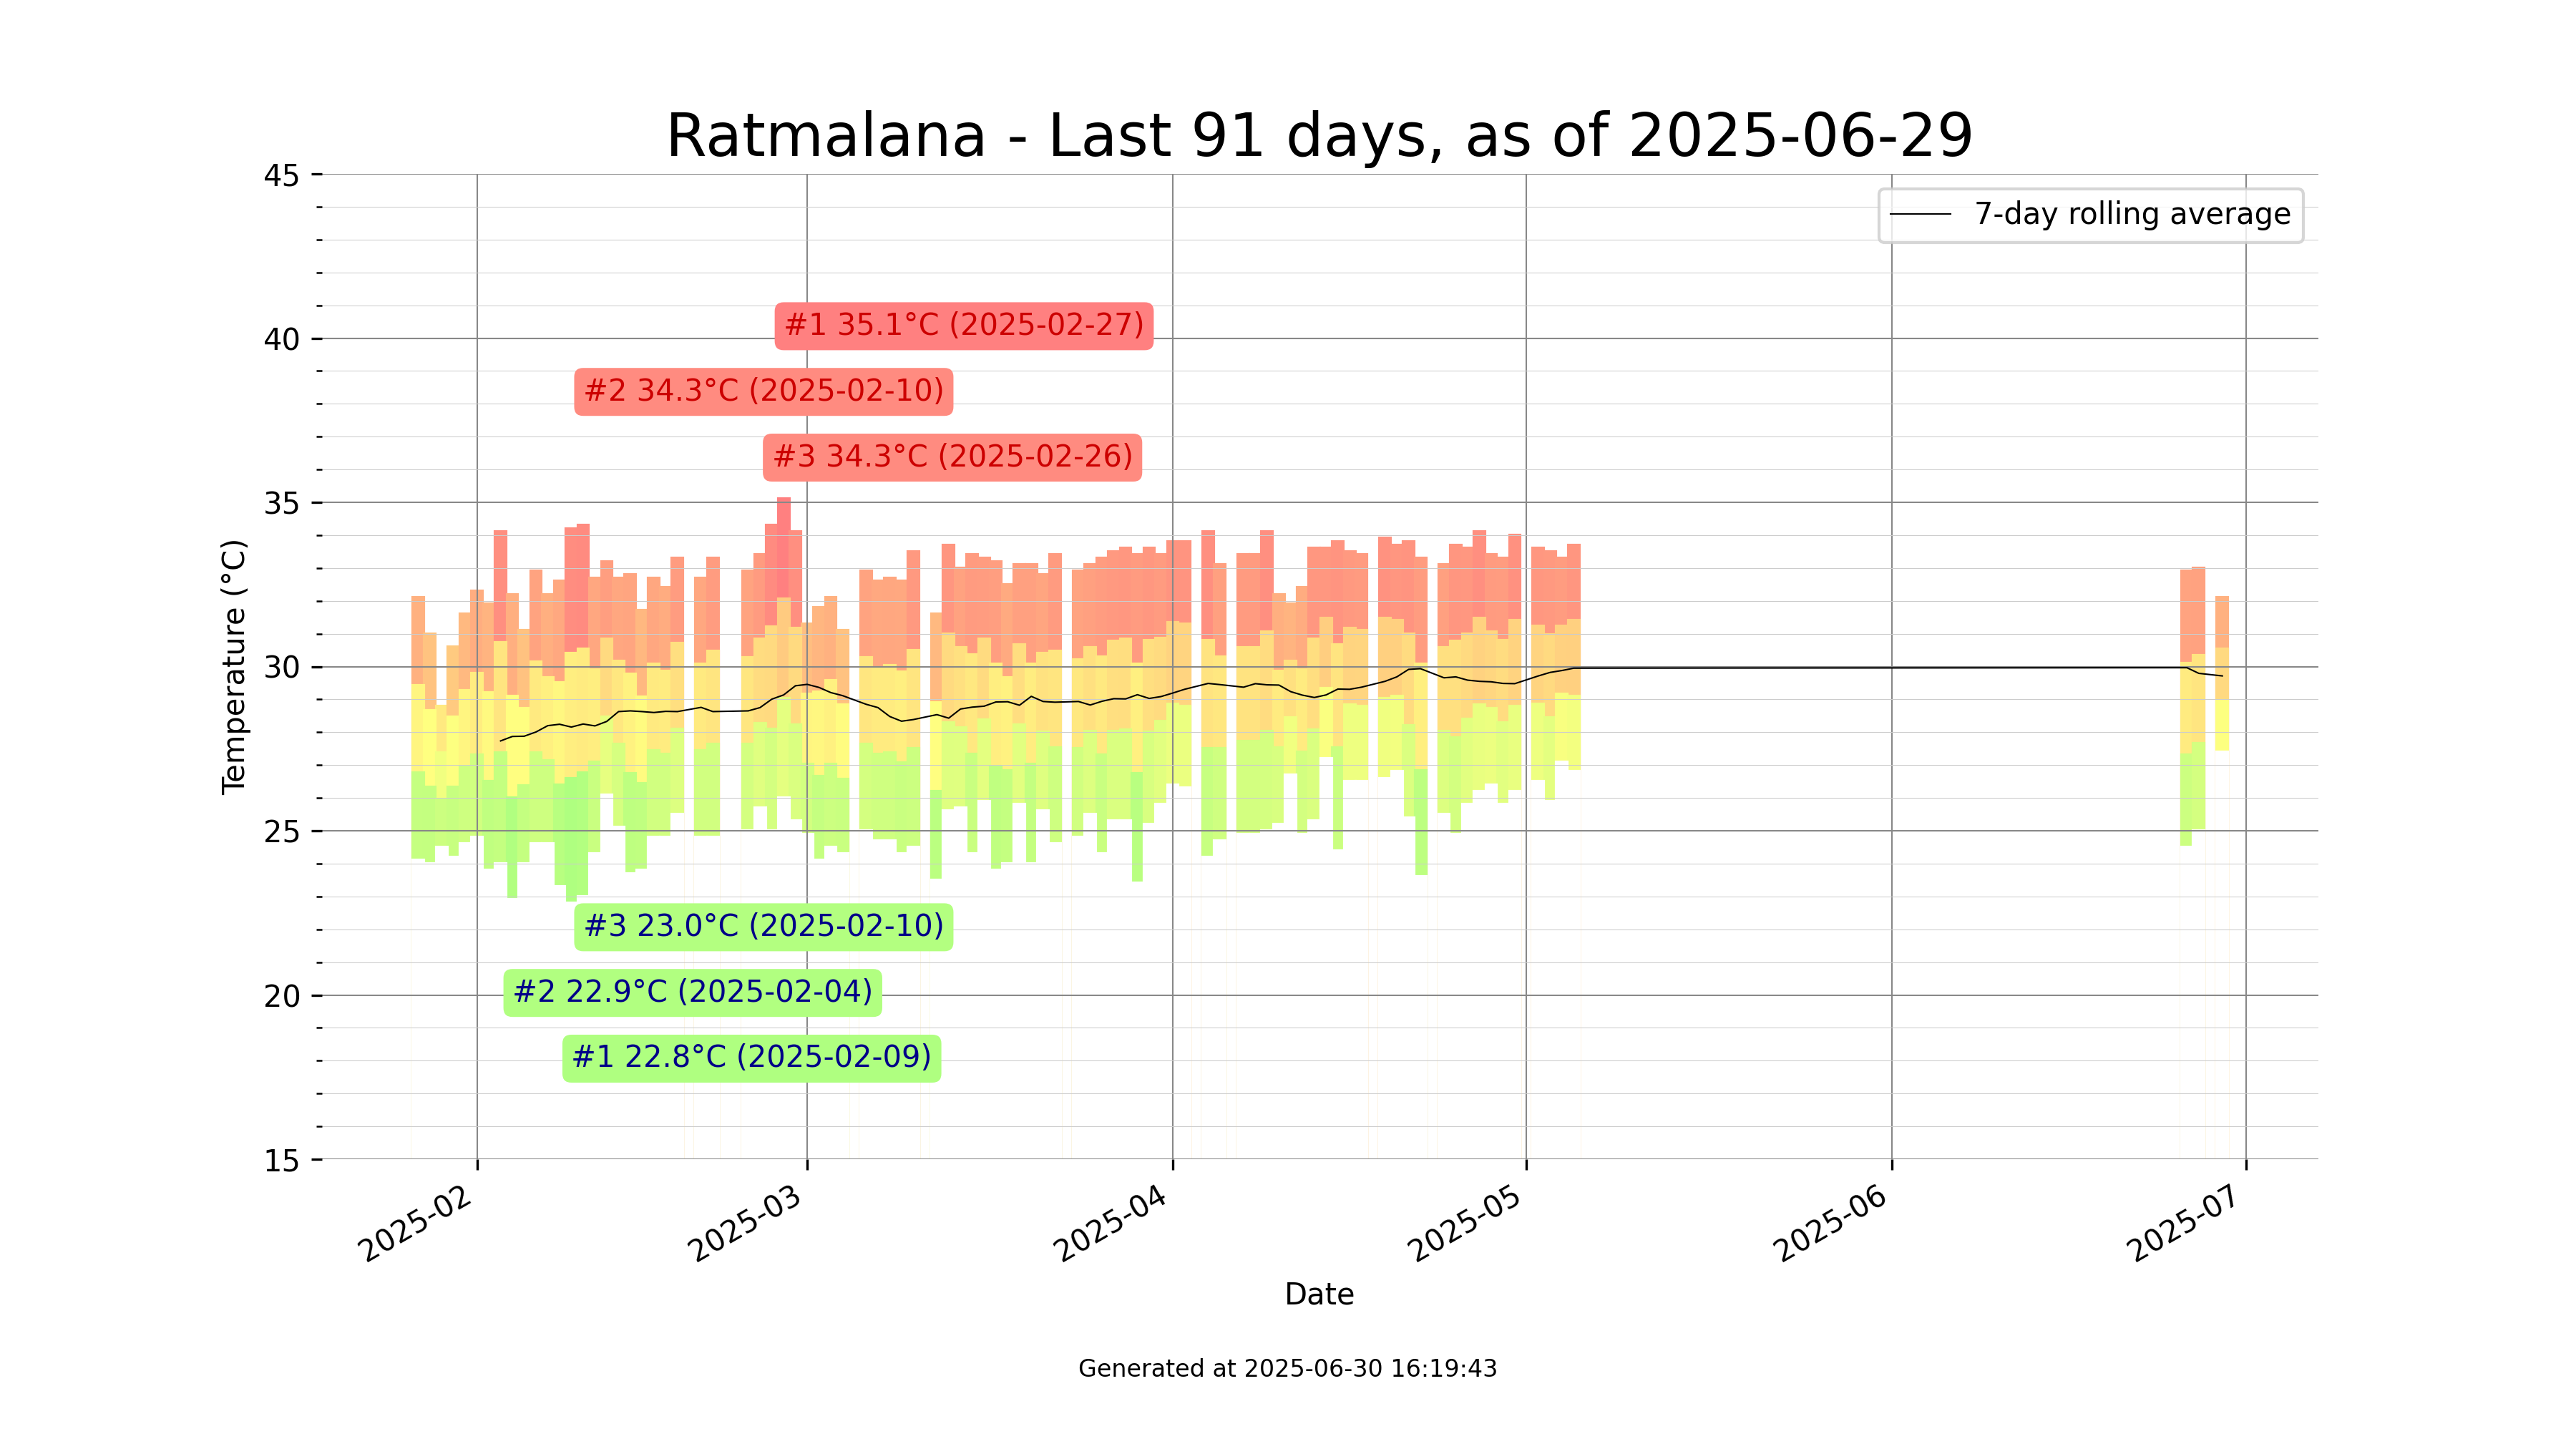 Ratmalana - Last 91 days, as of 2025-06-29
7-day rolling average
45
40
35
30
25
20
15
Temperature (°C)
#1 35.1°C (2025-02-27)
#2 34.3°C (2025-02-10)
#3 34.3°C (2025-02-26)
#3 23.0°C (2025-02-10)
#2 22.9°C (2025-02-04)
#1 22.8°C (2025-02-09)
2025-02
2025-03
2025-04
2025-05
2025-06
2025-07
Date
Generated at 2025-06-30 16:19:43